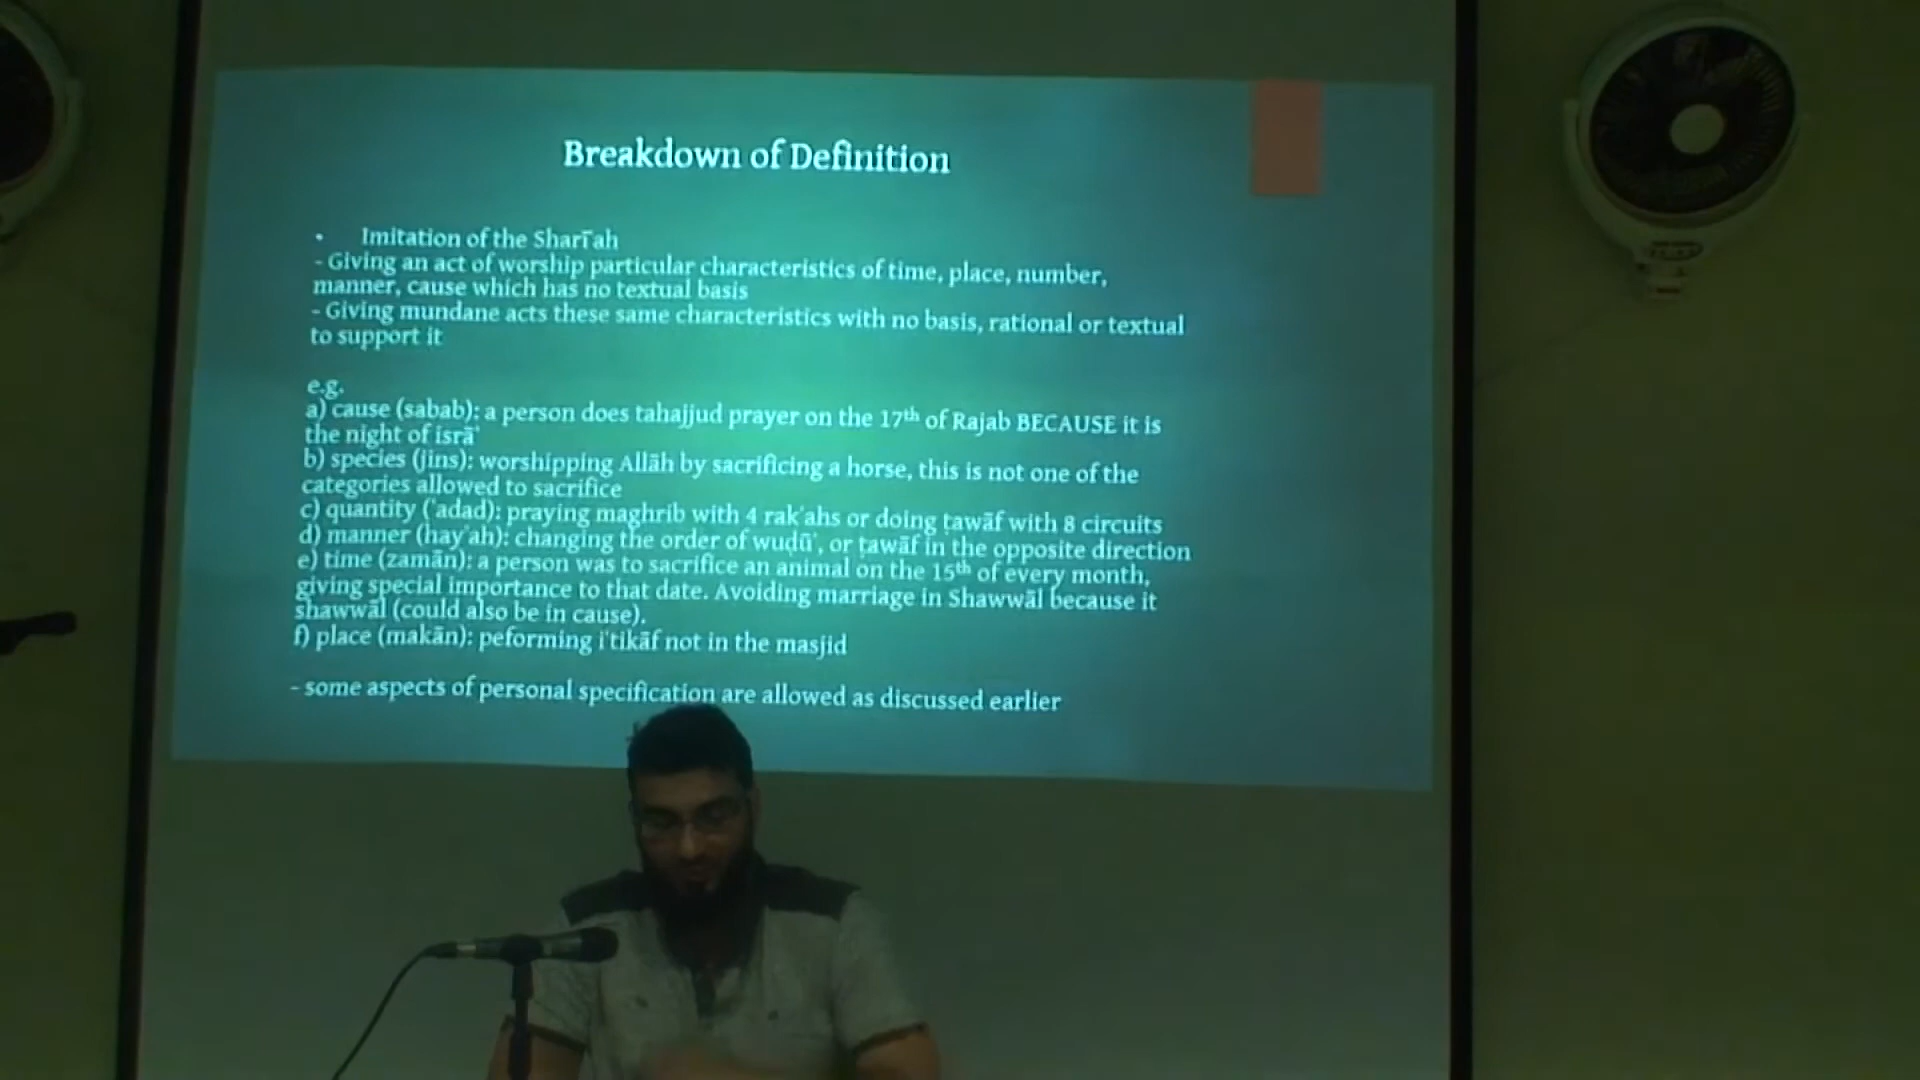 Breakdown of Definition
• Imitation of the Sharī'ah
- Giving an act of worship particular characteristics of time, place, number,
manner, cause which has no textual basis
- Giving mundane acts these same characteristics with no basis, rational or textual
to support it
e.g.
a) cause (sabab): a person does tahajjud prayer on the 17th of Rajab BECAUSE it is
the night of isrā'
b) species (jins): worshipping Allāh by sacrificing a horse, this is not one of the
categories allowed to sacrifice
c) quantity ('adad): praying maghrib with 4 rak'ahs or doing ṭawāf with 8 circuits
d) manner (hay'ah): changing the order of wuḍū', or ṭawāf in the opposite direction
e) time (zamān): a person was to sacrifice an animal on the 15th of every month,
giving special importance to that date. Avoiding marriage in Shawwāl because it
shawwāl (could also be in cause).
f) place (makān): peforming i'tikāf not in the masjid
- some aspects of personal specification are allowed as discussed earlier